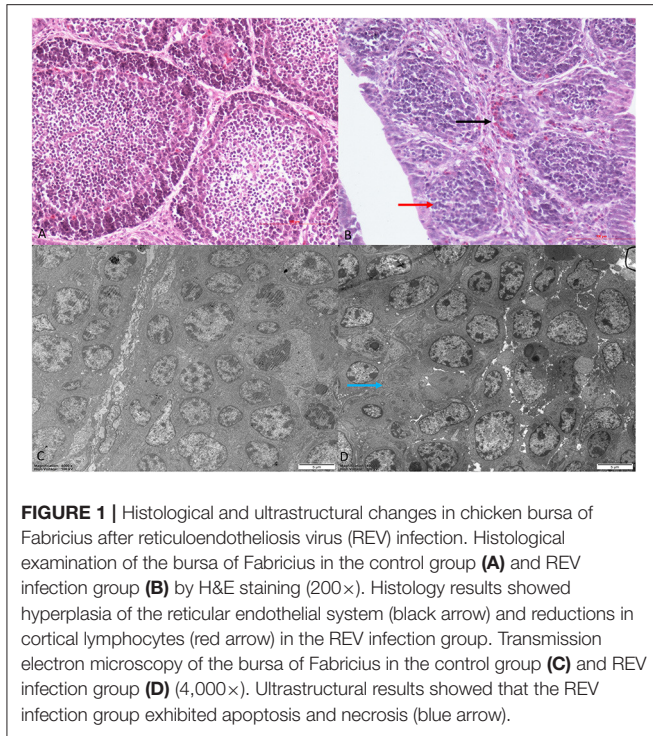 A
B
C
D
5 µm
5 µm
FIGURE 1 | Histological and ultrastructural changes in chicken bursa of
Fabricius after reticuloendotheliosis virus (REV) infection. Histological
examination of the bursa of Fabricius in the control group (A) and REV
infection group (B) by H&E staining (200×). Histology results showed
hyperplasia of the reticular endothelial system (black arrow) and reductions in
cortical lymphocytes (red arrow) in the REV infection group. Transmission
electron microscopy of the bursa of Fabricius in the control group (C) and REV
infection group (D) (4,000×). Ultrastructural results showed that the REV
infection group exhibited apoptosis and necrosis (blue arrow).